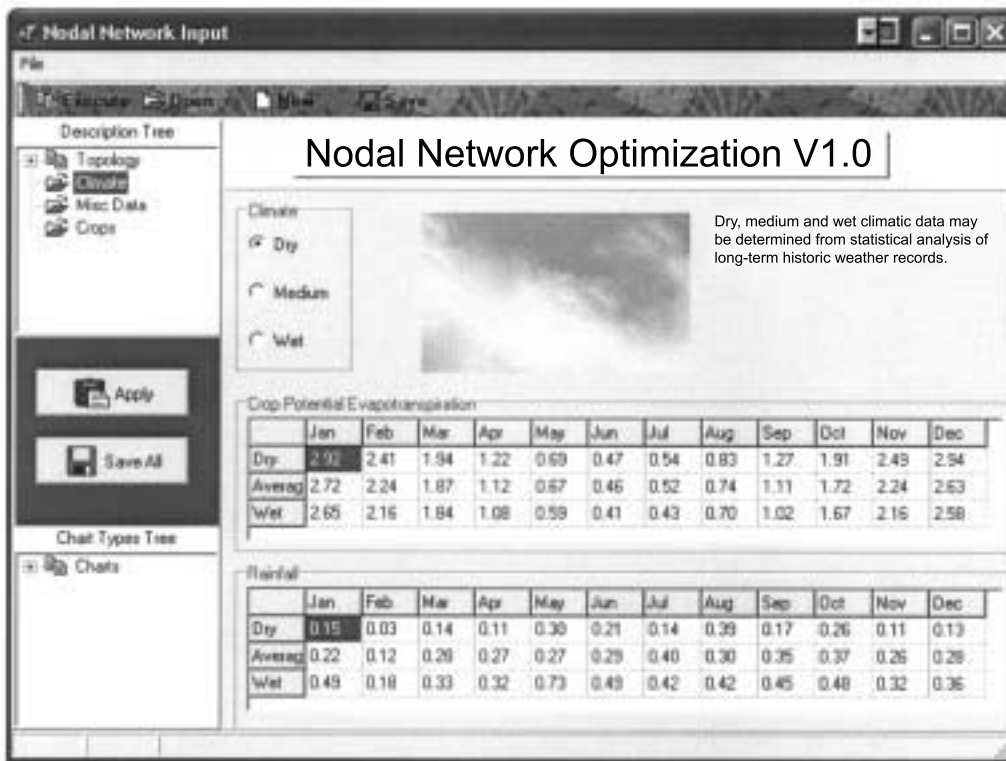 Nodal Network Input
File
Execute Open New Save
Description Tree
Topology
Climate
Misc Data
Crops
Apply
Save All
Chart Types Tree
Charts
Nodal Network Optimization V1.0
Climate
Dry
Medium
Wet
Dry, medium and wet climatic data may
be determined from statistical analysis of
long-term historic weather records.
Crop Potential Evapotranspiration
Jan Feb Mar Apr May Jun Jul Aug Sep Oct Nov Dec
Dry 2.92 2.41 1.94 1.22 0.69 0.47 0.54 0.83 1.27 1.91 2.49 2.94
Averag 2.72 2.24 1.87 1.12 0.67 0.46 0.52 0.74 1.11 1.72 2.24 2.63
Wet 2.65 2.16 1.84 1.08 0.59 0.41 0.43 0.70 1.02 1.67 2.16 2.58
Rainfall
Jan Feb Mar Apr May Jun Jul Aug Sep Oct Nov Dec
Dry 0.15 0.03 0.14 0.11 0.21 0.14 0.39 0.17 0.26 0.11 0.13
Averag 0.22 0.12 0.27 0.27 0.29 0.40 0.30 0.35 0.37 0.26
Wet 0.49 0.18 0.33 0.32 0.73 0.49 0.42 0.42 0.45 0.48 0.32 0.36